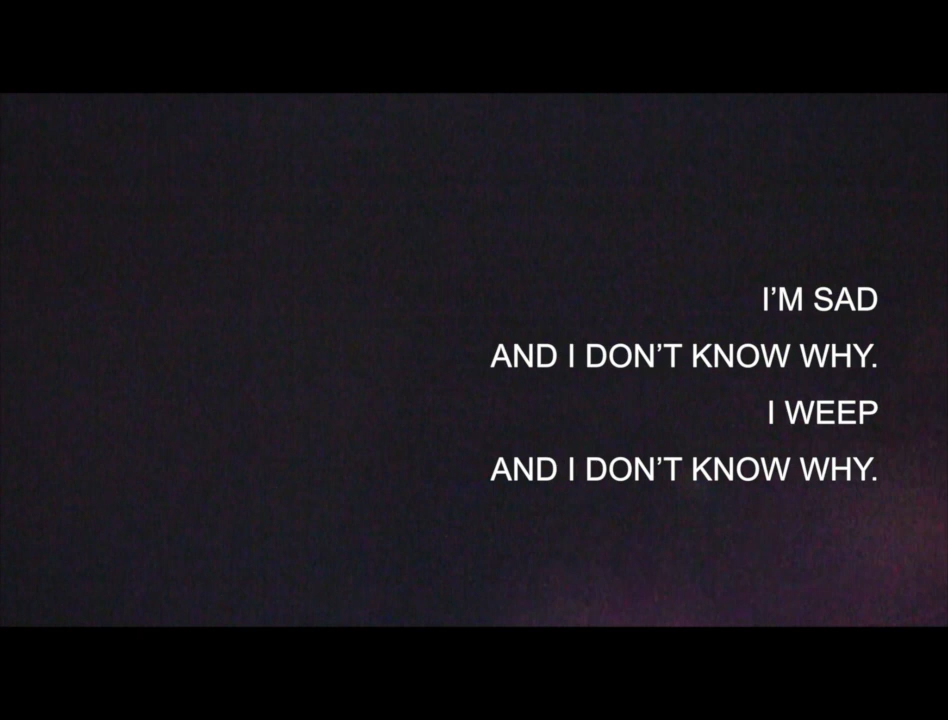 I’M SAD
AND I DON’T KNOW WHY.
I WEEP
AND I DON’T KNOW WHY.